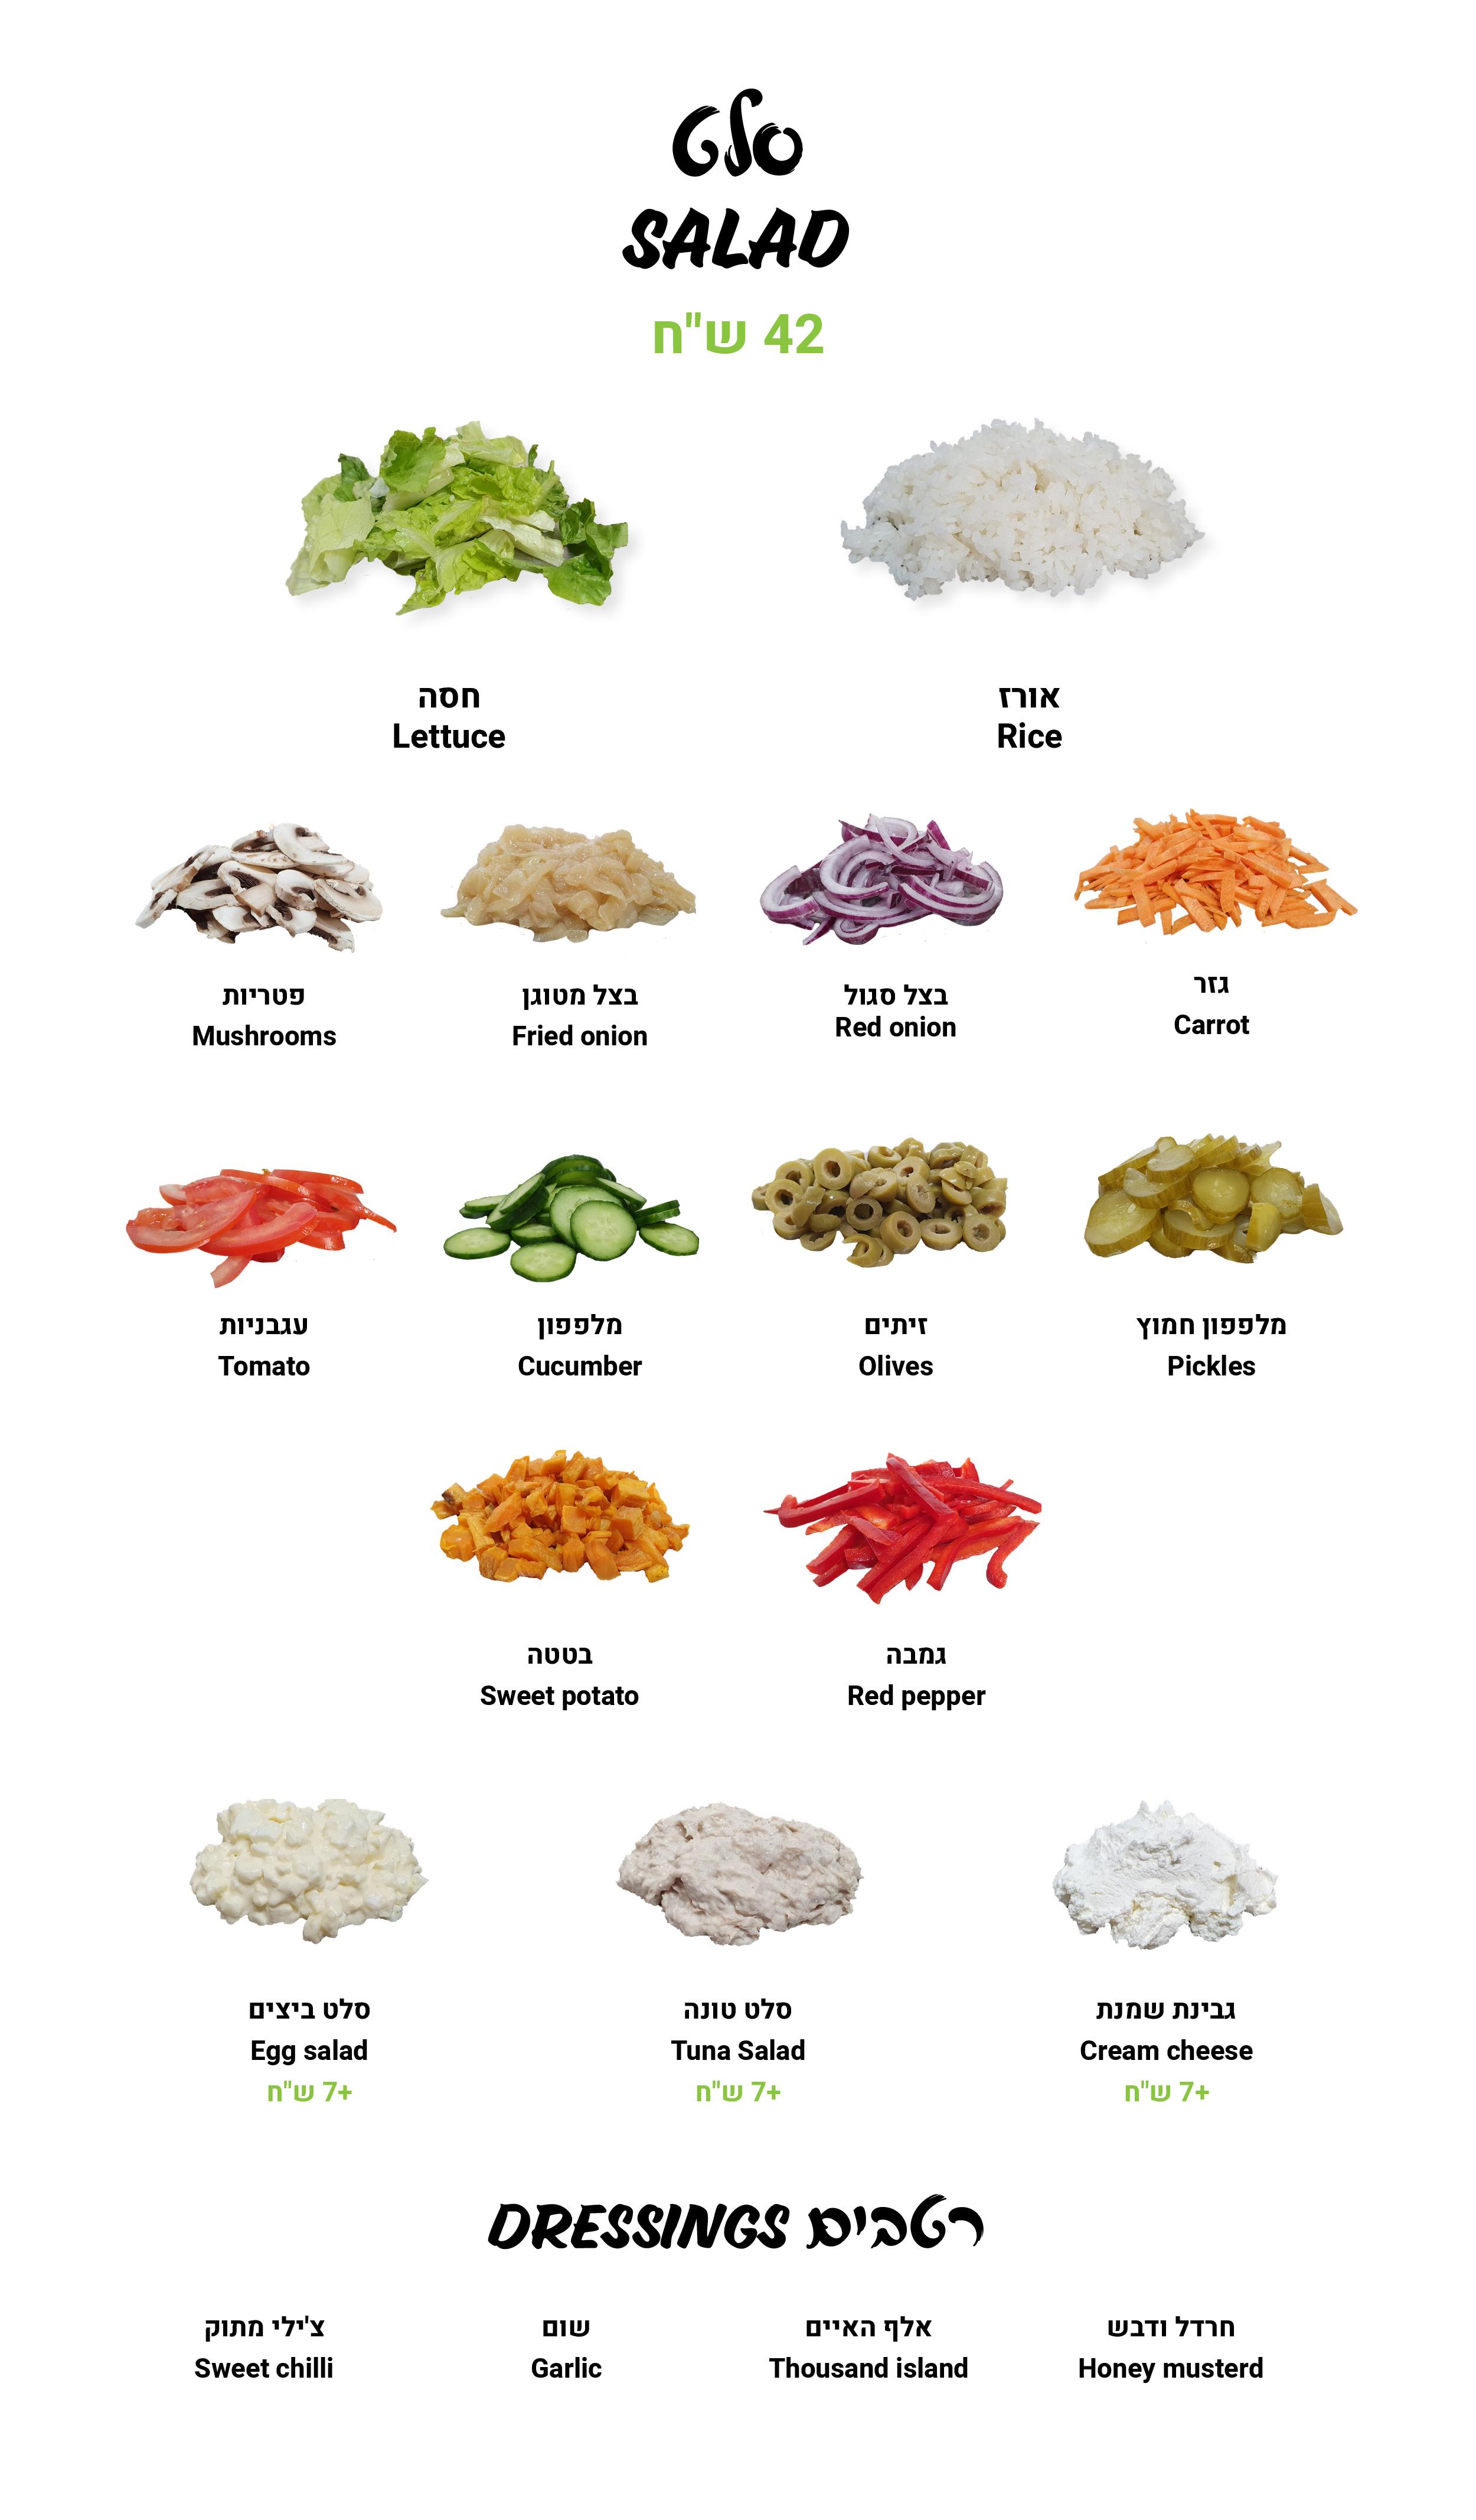 סלט
SALAD
42 ש"ח
חסה
Lettuce
אורז
Rice
פטריות
Mushrooms
בצל מטוגן
Fried onion
בצל סגול
Red onion
גזר
Carrot
עגבניות
Tomato
מלפפון
Cucumber
זיתים
Olives
מלפפון חמוץ
Pickles
בטטה
Sweet potato
גמבה
Red pepper
סלט ביצים
Egg salad
+7 ש"ח
סלט טונה
Tuna Salad
+7 ש"ח
גבינת שמנת
Cream cheese
+7 ש"ח
DRESSINGS רטבים
צ'ילי מתוק
Sweet chilli
שום
Garlic
אלף האיים
Thousand island
חרדל ודבש
Honey musterd